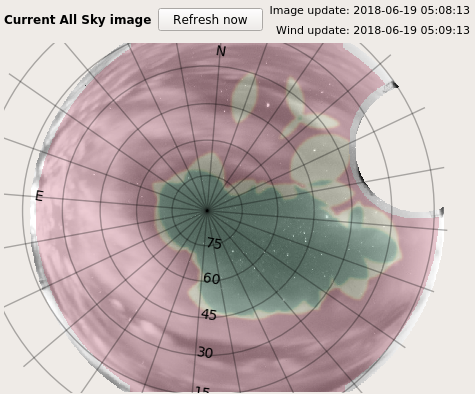 Current All Sky image
Refresh now
Image update: 2018-06-19 05:08:13
Wind update: 2018-06-19 05:09:13
N
E
75
60
45
30
15